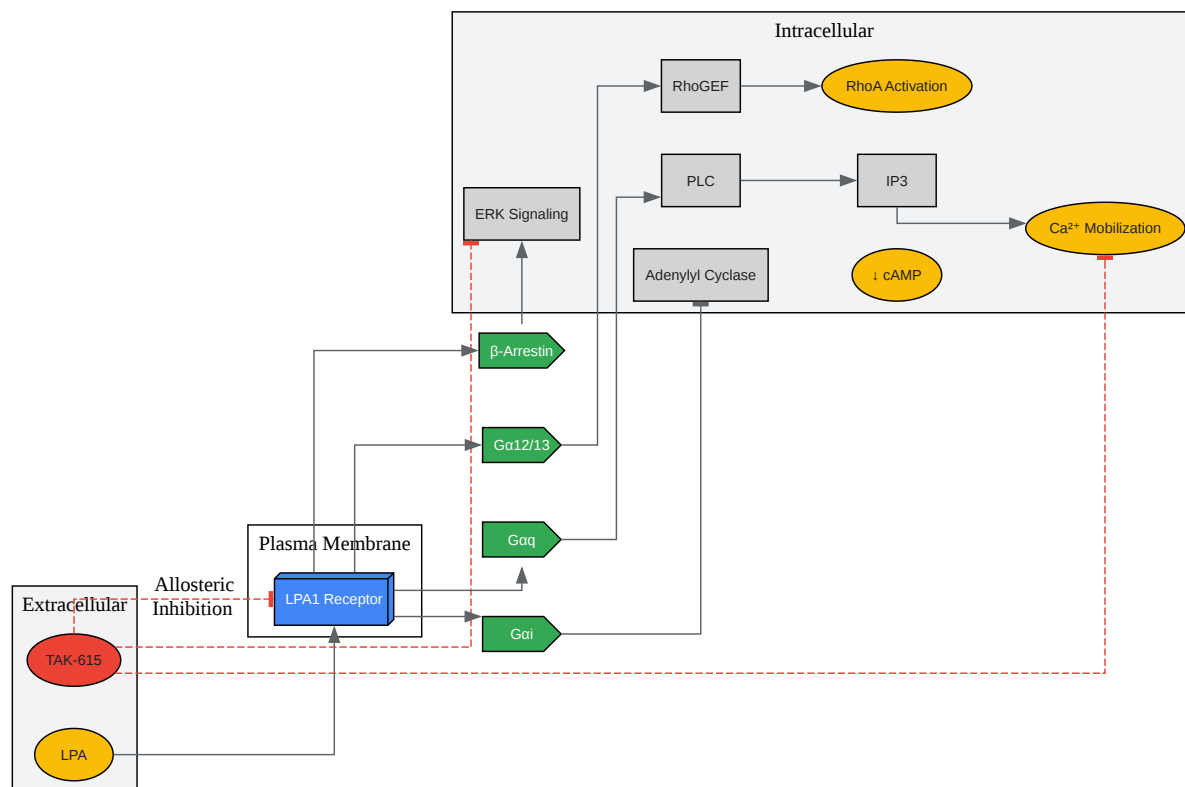 Intracellular
RhoGEF
RhoA Activation
PLC
IP3
ERK Signaling
Ca²⁺ Mobilization
Adenylyl Cyclase
↓ cAMP
β-Arrestin
Gα12/13
Gαq
Plasma Membrane
LPA1 Receptor
Allosteric
Inhibition
Extracellular
Gαi
TAK-615
LPA